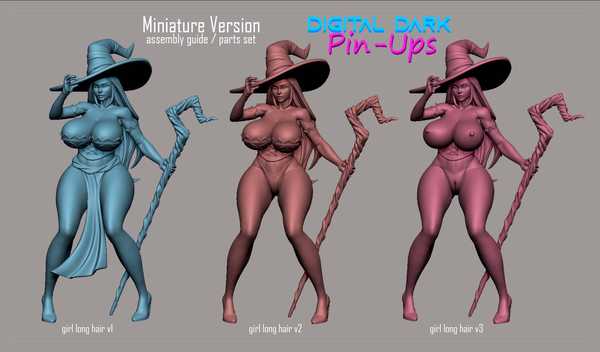 Miniature Version
assembly guide / parts set
DIGITAL DARK
Pin-Ups
girl long hair v1
girl long hair v2
girl long hair v3